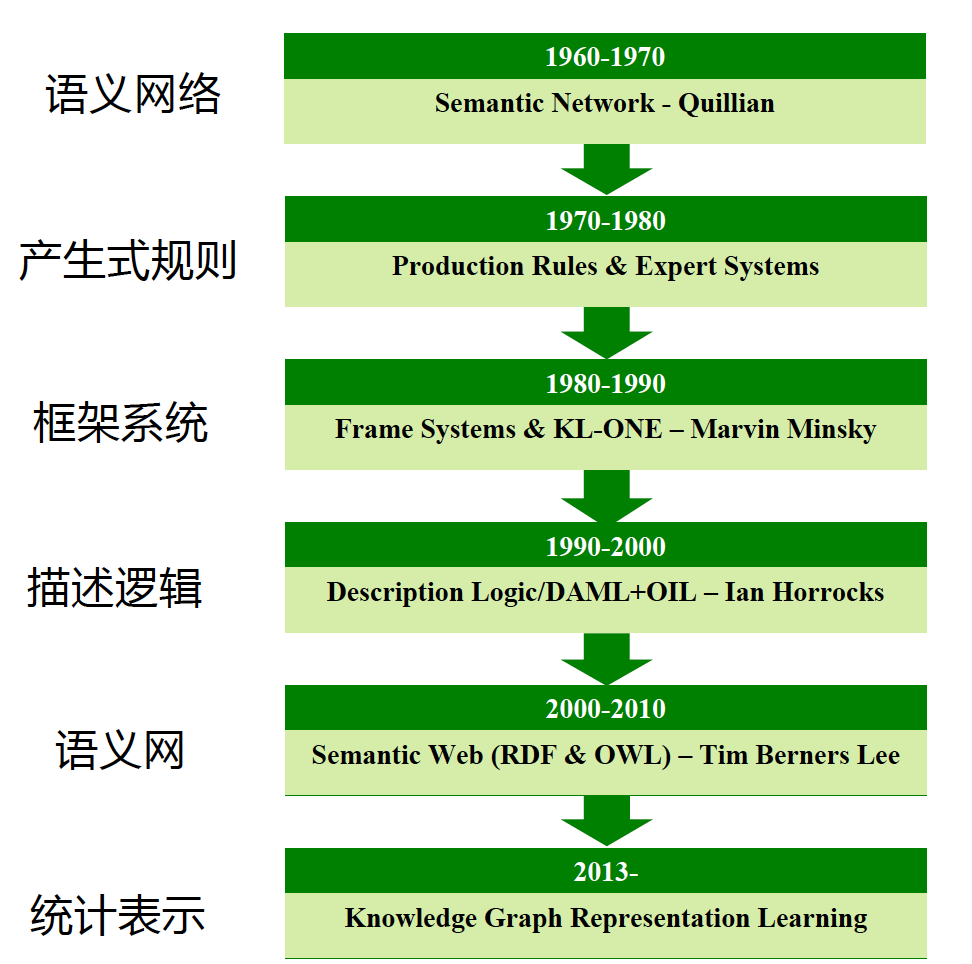 语义网络
1960-1970
Semantic Network - Quillian
产生式规则
1970-1980
Production Rules & Expert Systems
框架系统
1980-1990
Frame Systems & KL-ONE – Marvin Minsky
描述逻辑
1990-2000
Description Logic/DAML+OIL – Ian Horrocks
语义网
2000-2010
Semantic Web (RDF & OWL) – Tim Berners Lee
统计表示
2013-
Knowledge Graph Representation Learning